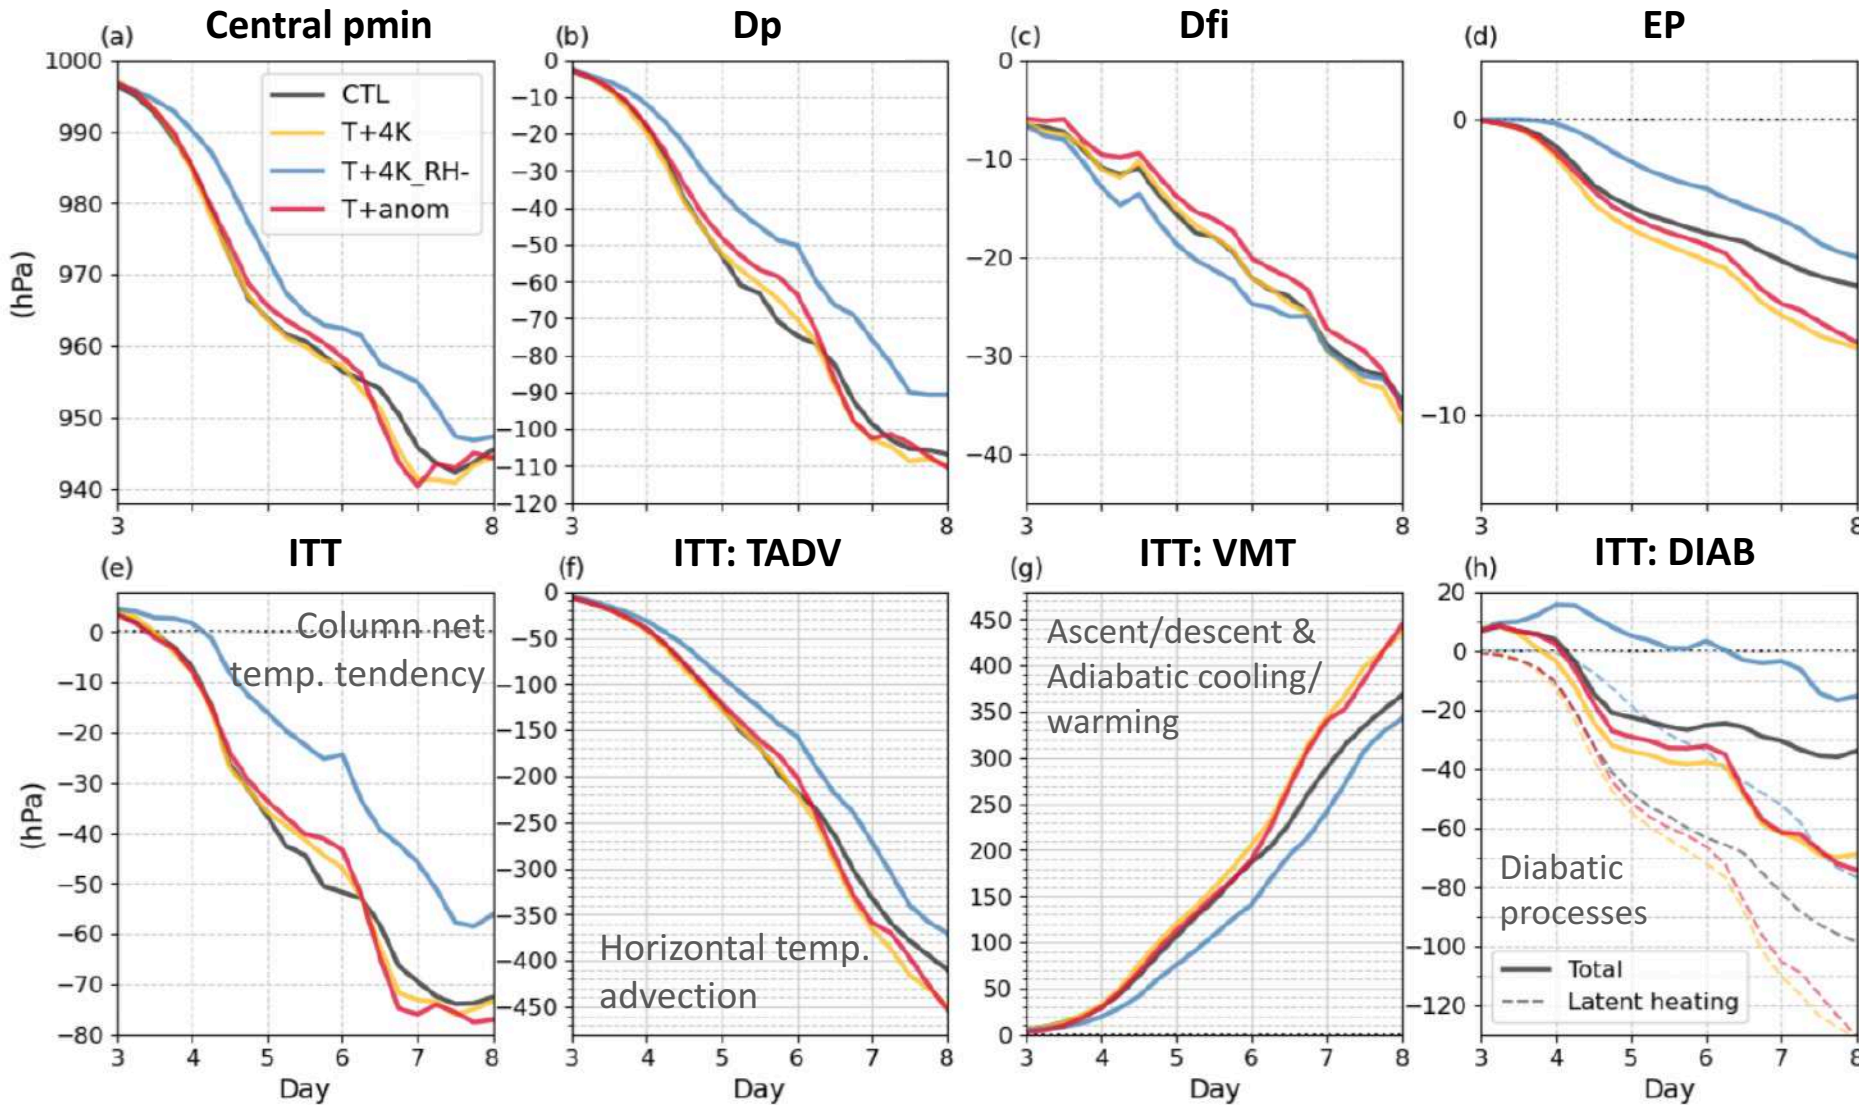 Central pmin
Dp
Dfi
EP
(a)
(b)
(c)
(d)
CTL
T+4K
T+4K_RH-
T+anom
(hPa)
1000
990
980
970
960
950
940
3
8
0
−10
−20
−30
−40
−50
−60
−70
−80
−90
−100
−110
−120
3
8
0
−10
−20
−30
−40
3
8
0
−10
3
8
ITT
ITT: TADV
ITT: VMT
ITT: DIAB
(e)
(f)
(g)
(h)
Column net
temp. tendency
(hPa)
0
−10
−20
−30
−40
−50
−60
−70
−80
3
4
5
6
7
8
Day
0
−50
−100
−150
−200
−250
−300
−350
−400
−450
Horizontal temp.
advection
3
4
5
6
7
8
Day
450
400
350
300
250
200
150
100
50
0
Ascent/descent &
Adiabatic cooling/
warming
3
4
5
6
7
8
Day
20
0
−20
−40
−60
−80
−100
−120
Diabatic
processes
Total
Latent heating
3
4
5
6
7
8
Day